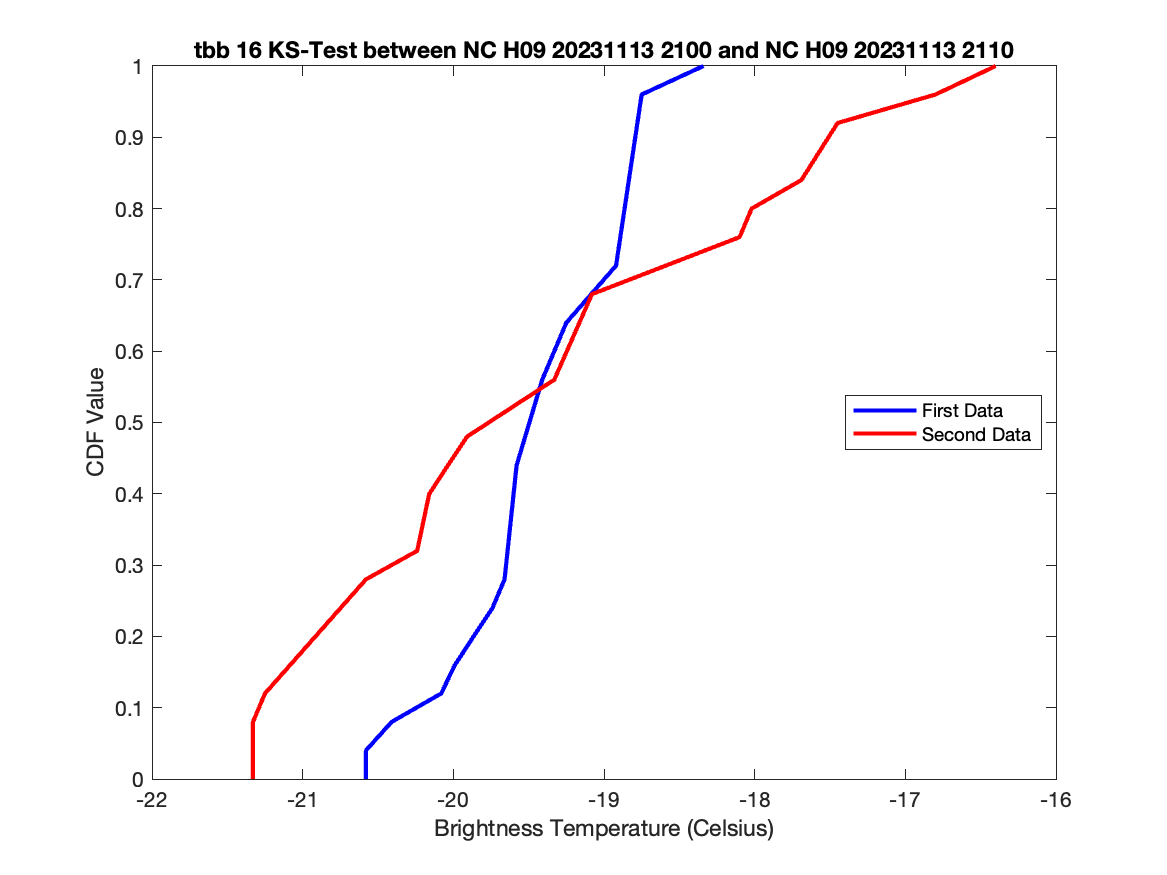 tbb 16 KS-Test between NC H09 20231113 2100 and NC H09 20231113 2110
1
0.9
0.8
0.7
0.6
0.5
0.4
0.3
0.2
0.1
0
CDF Value
First Data
Second Data
-22 -21 -20 -19 -18 -17 -16
Brightness Temperature (Celsius)